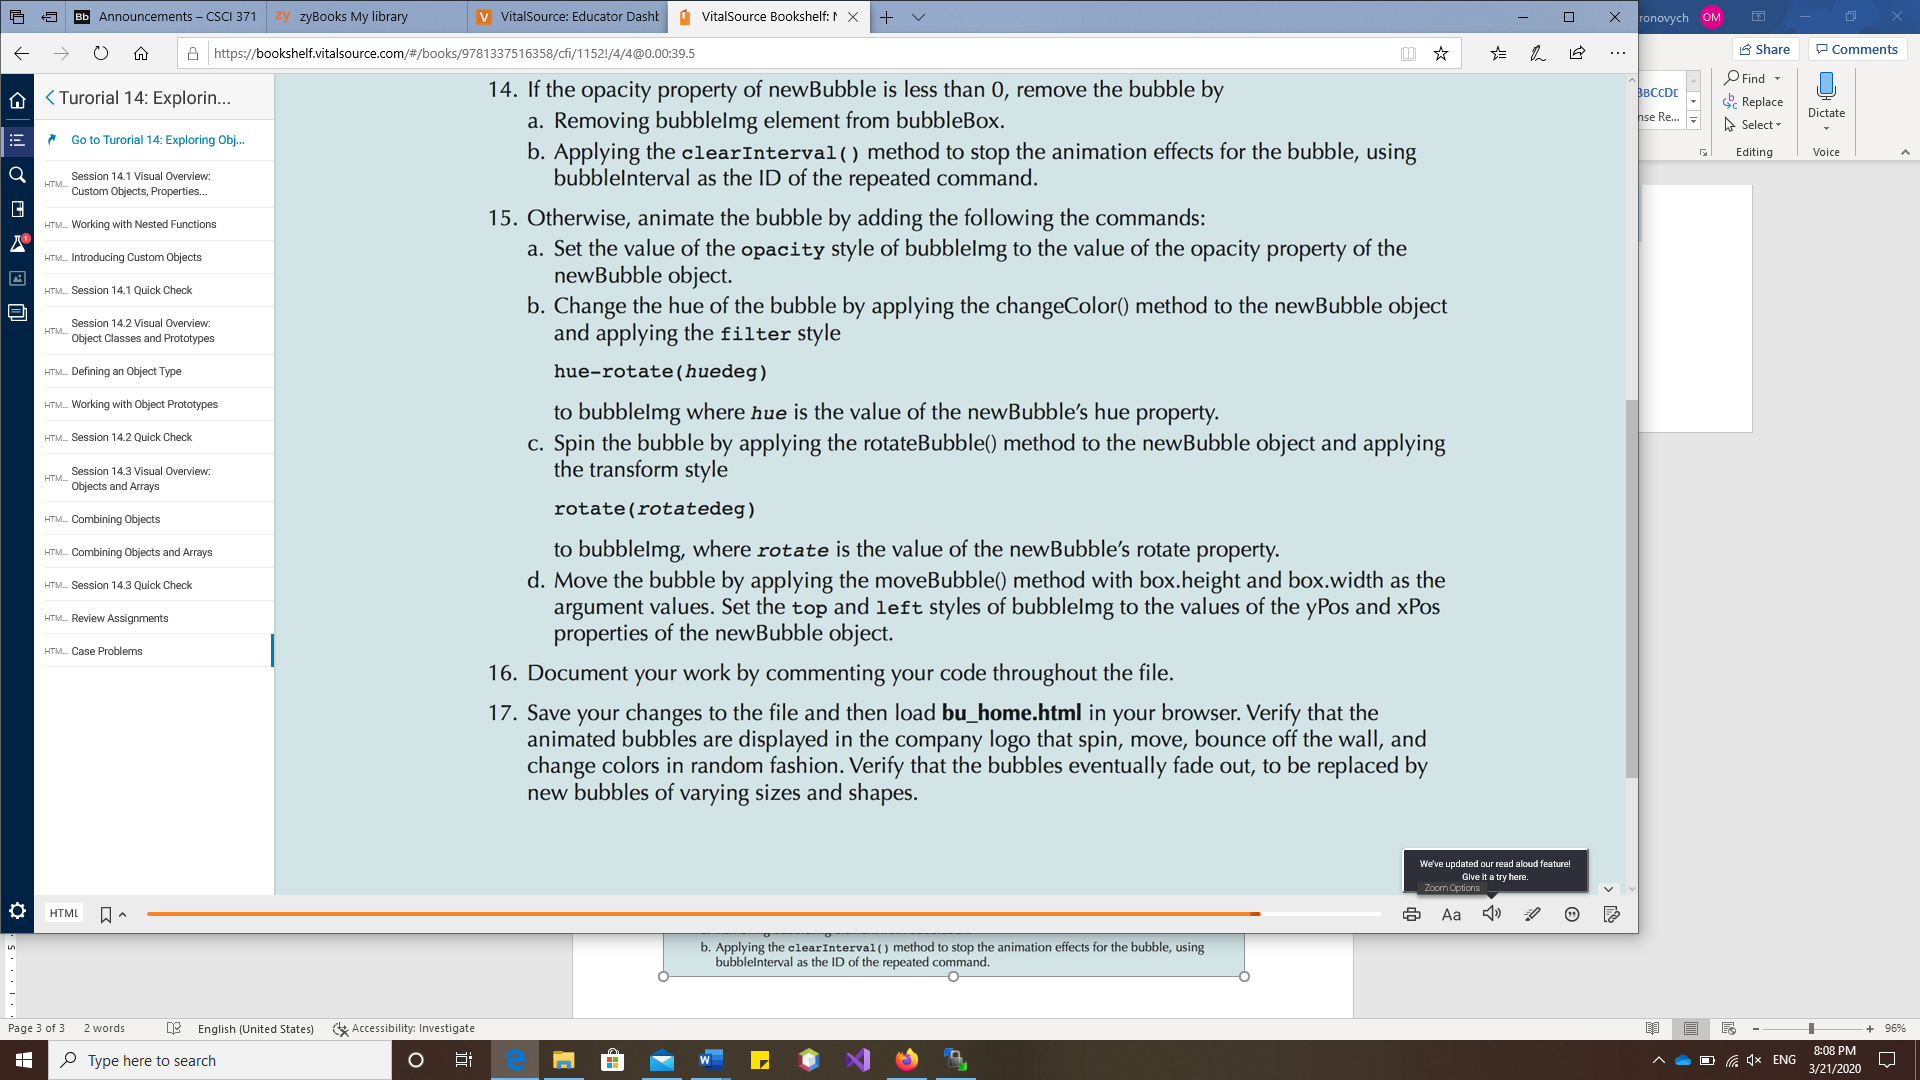 Announcements – CSCI 371
zy zyBooks My library
VitalSource: Educator Dashb
VitalSource Bookshelf: N
ronovych
OM
https://bookshelf.vitalsource.com/#/books/9781337516358/cfi/1152!/4/4@0.00:39.5
Share
Comments
Find
Replace
Select
Editing
Dictate
Voice
BBCCDE
nse Re...
Turorial 14: Explorin...
Go to Turorial 14: Exploring Obj...
HTM... Session 14.1 Visual Overview: Custom Objects, Properties...
HTM... Working with Nested Functions
HTM... Introducing Custom Objects
HTM... Session 14.1 Quick Check
HTM... Session 14.2 Visual Overview: Object Classes and Prototypes
HTM... Defining an Object Type
HTM... Working with Object Prototypes
HTM... Session 14.2 Quick Check
HTM... Session 14.3 Visual Overview: Objects and Arrays
HTM... Combining Objects
HTM... Combining Objects and Arrays
HTM... Session 14.3 Quick Check
HTM... Review Assignments
HTM... Case Problems
14. If the opacity property of newBubble is less than 0, remove the bubble by
a. Removing bubbleImg element from bubbleBox.
b. Applying the clearInterval() method to stop the animation effects for the bubble, using
bubbleInterval as the ID of the repeated command.
15. Otherwise, animate the bubble by adding the following the commands:
a. Set the value of the opacity style of bubbleImg to the value of the opacity property of the
newBubble object.
b. Change the hue of the bubble by applying the changeColor() method to the newBubble object
and applying the filter style
hue-rotate(huedeg)
to bubbleImg where hue is the value of the newBubble's hue property.
c. Spin the bubble by applying the rotateBubble() method to the newBubble object and applying
the transform style
rotate(rotatedeg)
to bubbleImg, where rotate is the value of the newBubble's rotate property.
d. Move the bubble by applying the moveBubble() method with box.height and box.width as the
argument values. Set the top and left styles of bubbleImg to the values of the yPos and xPos
properties of the newBubble object.
16. Document your work by commenting your code throughout the file.
17. Save your changes to the file and then load bu_home.html in your browser. Verify that the
animated bubbles are displayed in the company logo that spin, move, bounce off the wall, and
change colors in random fashion. Verify that the bubbles eventually fade out, to be replaced by
new bubbles of varying sizes and shapes.
We've updated our read aloud feature!
Give it a try here.
Zoom Options
HTML
Aa
b. Applying the clearInterval() method to stop the animation effects for the bubble, using
bubbleInterval as the ID of the repeated command.
Page 3 of 3
2 words
English (United States)
Accessibility: Investigate
96%
Type here to search
ENG
8:08 PM
3/21/2020